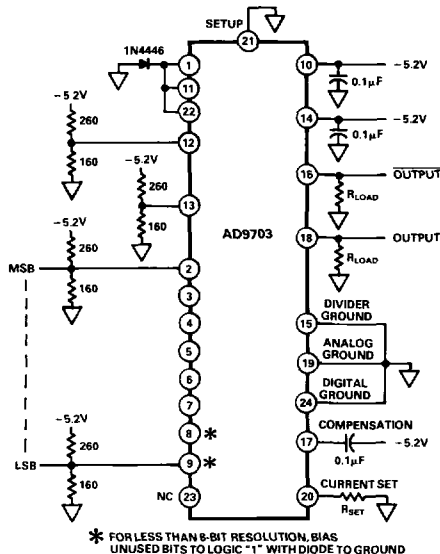 SETUP
21
1N4446
1
11
22
10
-5.2V
0.1µF
-5.2V
260
160
12
14
-5.2V
0.1µF
-5.2V
260
160
13
16
OUTPUT
RLOAD
AD9703
18
OUTPUT
RLOAD
-5.2V
260
160
MSB
2
3
4
5
6
7
8
*
9
*
-5.2V
260
160
LSB
NC
23
DIVIDER
GROUND
15
ANALOG
GROUND
19
DIGITAL
GROUND
24
COMPENSATION
17
0.1µF
-5.2V
CURRENT SET
20
RSET
* FOR LESS THAN 8-BIT RESOLUTION, BIAS
UNUSED BITS TO LOGIC "1" WITH DIODE TO GROUND